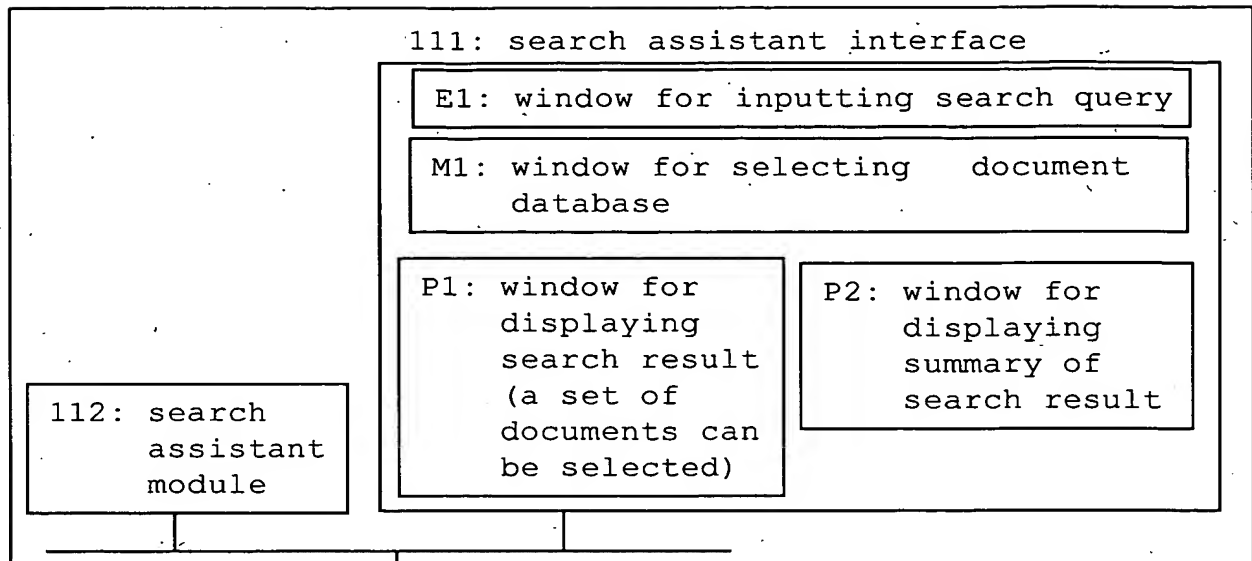 111: search assistant interface
E1: window for inputting search query
M1: window for selecting document
database
P1: window for
displaying
search result
(a set of
documents can
be selected)
P2: window for
displaying
summary of
search result
112: search
assistant
module